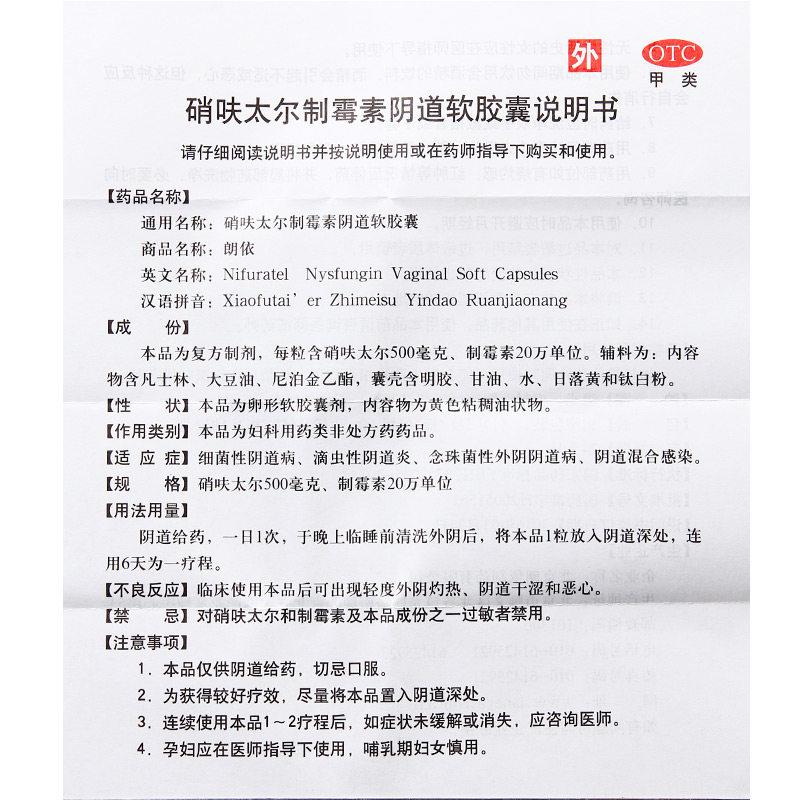 外 OTC
甲 类
硝呋太尔制霉素阴道软胶囊说明书
请仔细阅读说明书并按说明使用或在药师指导下购买和使用。
【药品名称】
通用名称：硝呋太尔制霉素阴道软胶囊
商品名称：朗依
英文名称：Nifuratel Nysfungin Vaginal Soft Capsules
汉语拼音：Xiaofutai'er Zhimeisu Yindao Ruanjiaonang
【成 份】
本品为复方制剂，每粒含硝呋太尔500毫克、制霉素20万单位。辅料为：内容
物含凡士林、大豆油、尼泊金乙酯，囊壳含明胶、甘油、水、日落黄和钛白粉。
【性 状】本品为卵形软胶囊剂，内容物为黄色粘稠油状物。
【作用类别】本品为妇科用药类非处方药药品。
【适 应 症】细菌性阴道病、滴虫性阴道炎、念珠菌性外阴阴道病、阴道混合感染。
【规 格】硝呋太尔500毫克、制霉素20万单位
【用法用量】
阴道给药，一日1次，于晚上临睡前清洗外阴后，将本品1粒放入阴道深处，连
用6天为一疗程。
【不良反应】临床使用本品后可出现轻度外阴灼热、阴道干涩和恶心。
【禁 忌】对硝呋太尔和制霉素及本品成份之一过敏者禁用。
【注意事项】
1．本品仅供阴道给药，切忌口服。
2．为获得较好疗效，尽量将本品置入阴道深处。
3．连续使用本品1～2疗程后，如症状未缓解或消失，应咨询医师。
4．孕妇应在医师指导下使用，哺乳期妇女慎用。